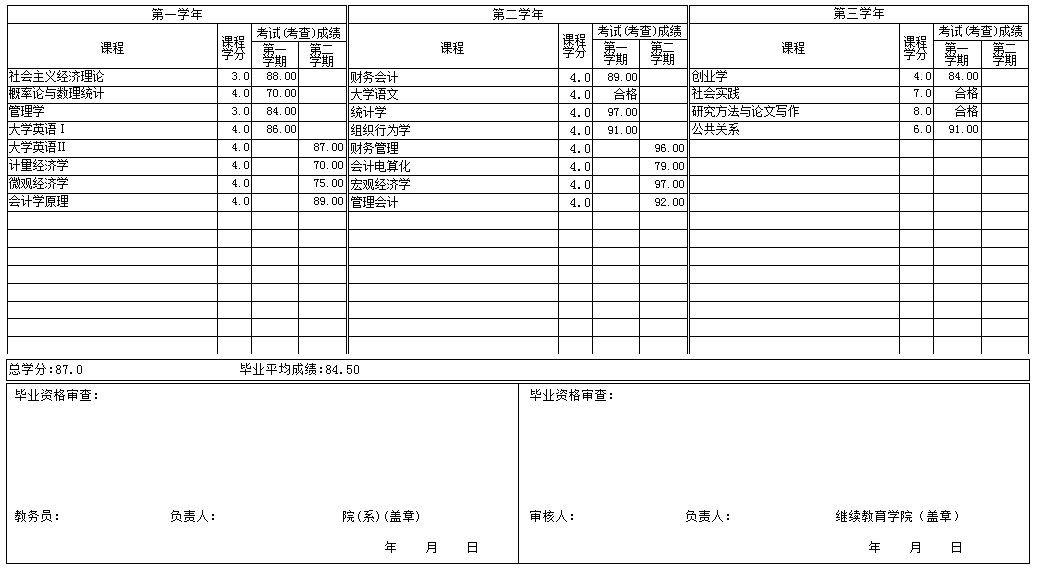 第一学年 第二学年 第三学年
课程 课程学分 考试(考查)成绩 课程 课程学分 考试(考查)成绩 课程 课程学分 考试(考查)成绩
第一学期 第二学期 第一学期 第二学期 第一学期 第二学期
社会主义经济理论 3.0 88.00 财务会计 4.0 89.00 创业学 4.0 84.00
概率论与数理统计 4.0 70.00 大学语文 4.0 合格 社会实践 7.0 合格
管理学 3.0 84.00 统计学 4.0 97.00 研究方法与论文写作 8.0 合格
大学英语Ⅰ 4.0 86.00 组织行为学 4.0 91.00 公共关系 6.0 91.00
大学英语Ⅱ 4.0 87.00 财务管理 4.0 96.00
计量经济学 4.0 70.00 会计电算化 4.0 79.00
微观经济学 4.0 75.00 宏观经济学 4.0 97.00
会计学原理 4.0 89.00 管理会计 4.0 92.00
总学分:87.0 毕业平均成绩:84.50
毕业资格审查: 毕业资格审查:
教务员: 负责人: 院(系)(盖章) 审核人: 负责人: 继续教育学院（盖章）
年 月 日 年 月 日